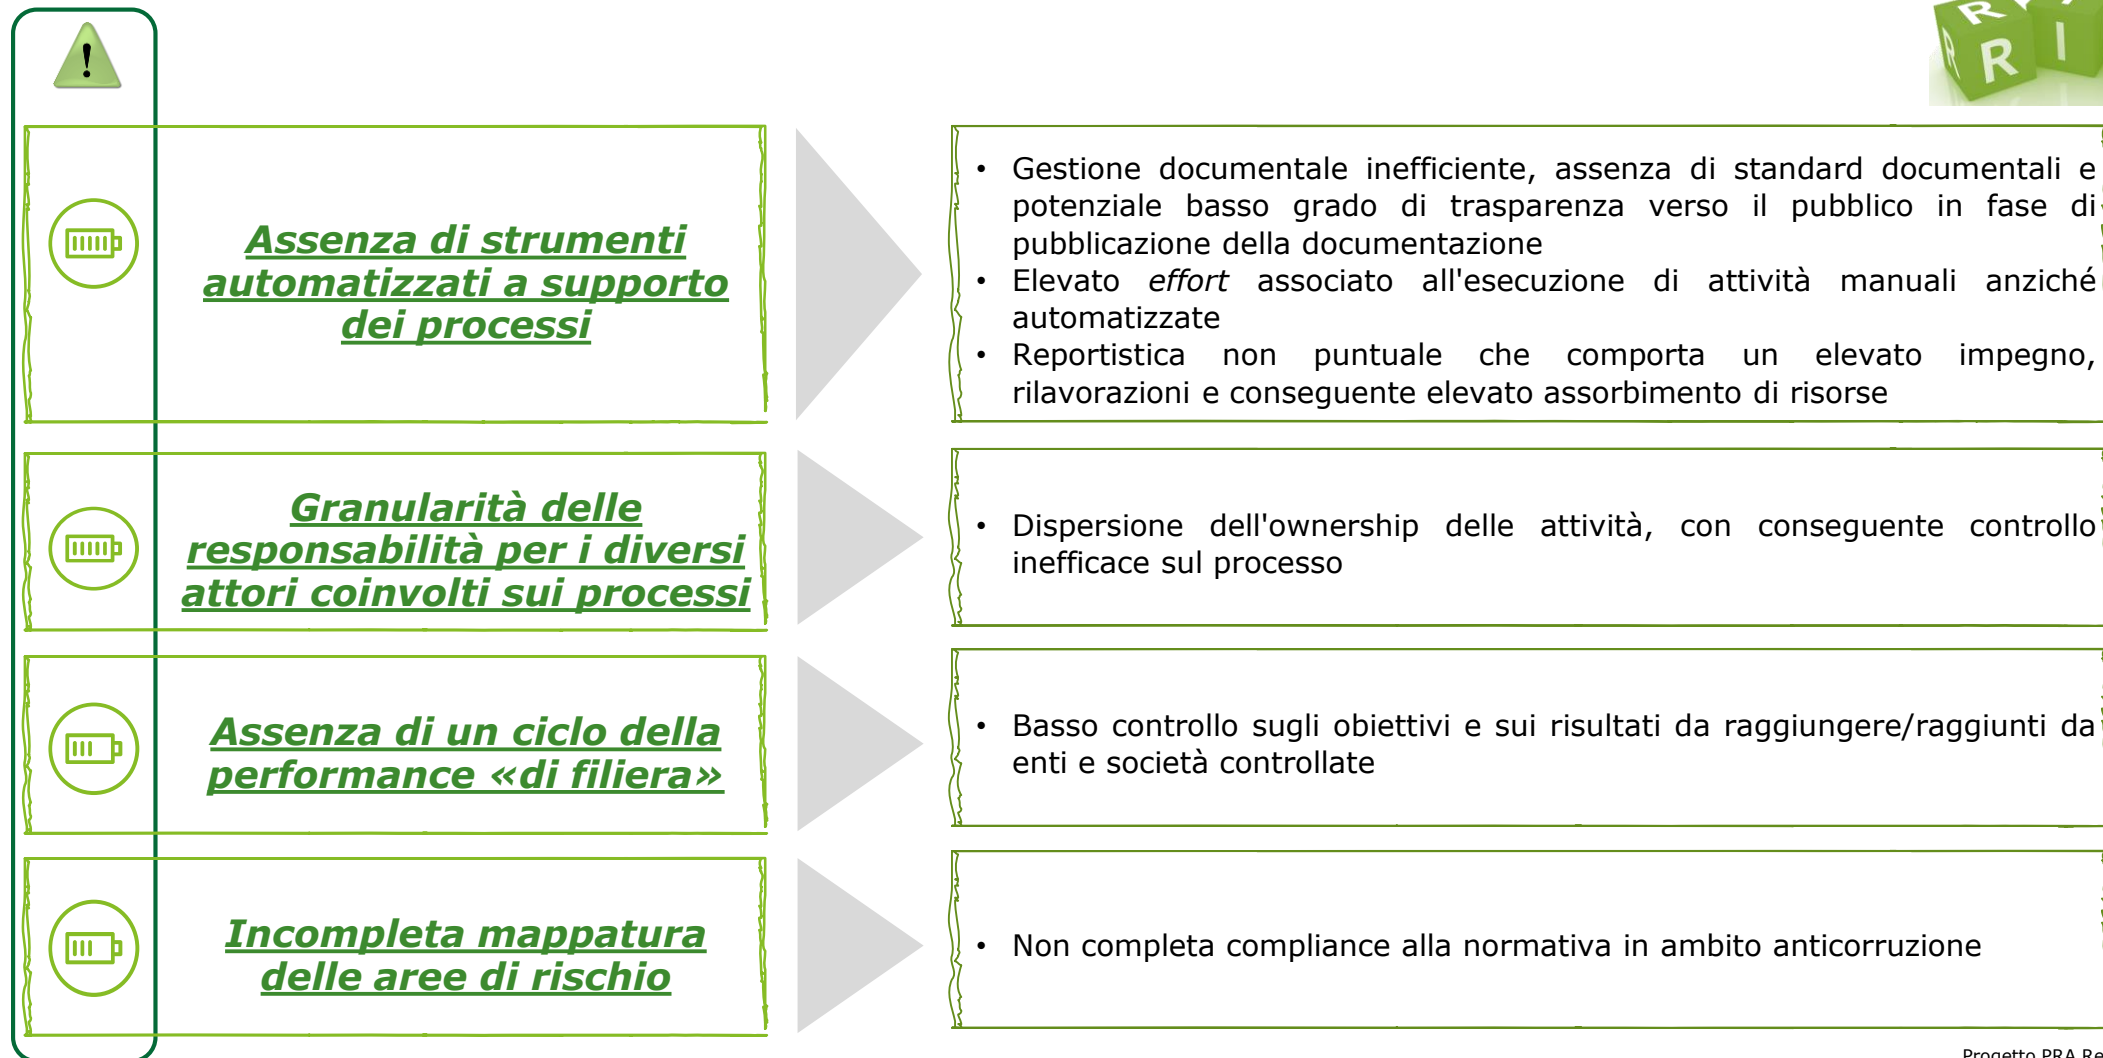 !
R
R I
Assenza di strumenti
automatizzati a supporto
dei processi
• Gestione documentale inefficiente, assenza di standard documentali e
potenziale basso grado di trasparenza verso il pubblico in fase di
pubblicazione della documentazione
• Elevato effort associato all'esecuzione di attività manuali anziché
automatizzate
• Reportistica non puntuale che comporta un elevato impegno,
rilavorazioni e conseguente elevato assorbimento di risorse
Granularità delle
responsabilità per i diversi
attori coinvolti sui processi
• Dispersione dell'ownership delle attività, con conseguente controllo
inefficace sul processo
Assenza di un ciclo della
performance «di filiera»
• Basso controllo sugli obiettivi e sui risultati da raggiungere/raggiunti da
enti e società controllate
Incompleta mappatura
delle aree di rischio
• Non completa compliance alla normativa in ambito anticorruzione
Progetto PRA Re